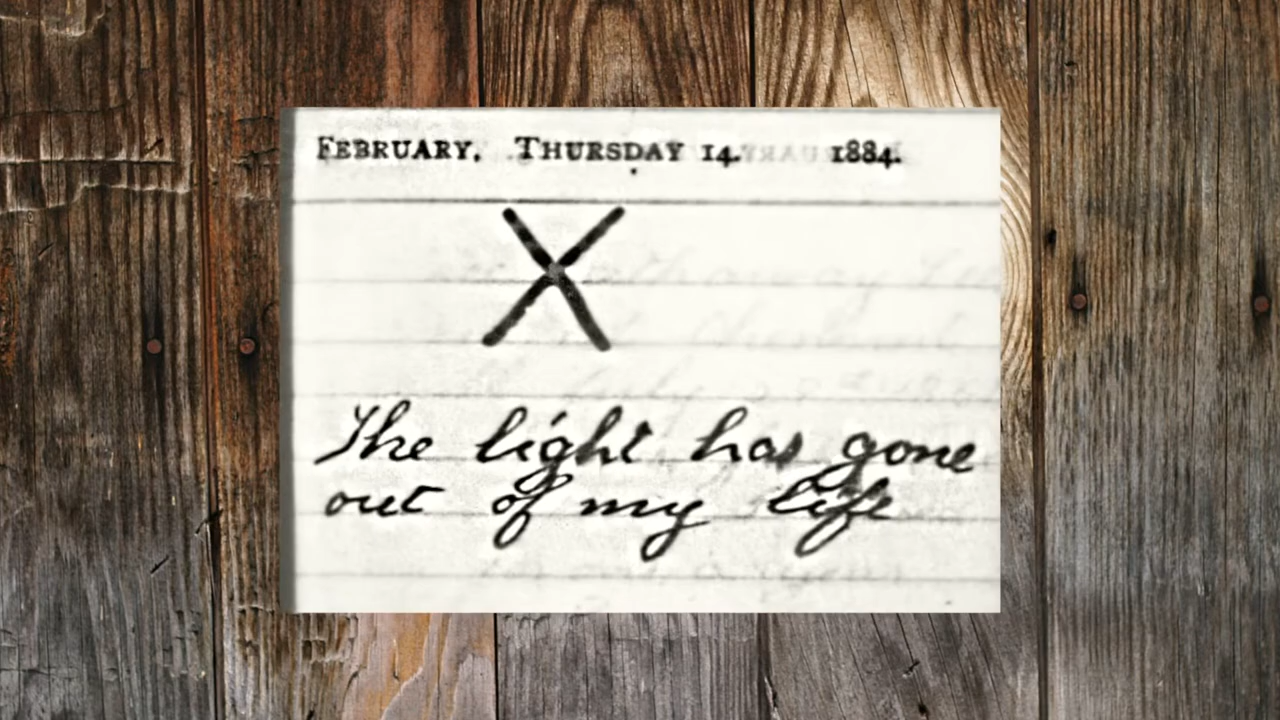 FEBRUARY. THURSDAY 14. 1884.
X
The light has gone
out of my life